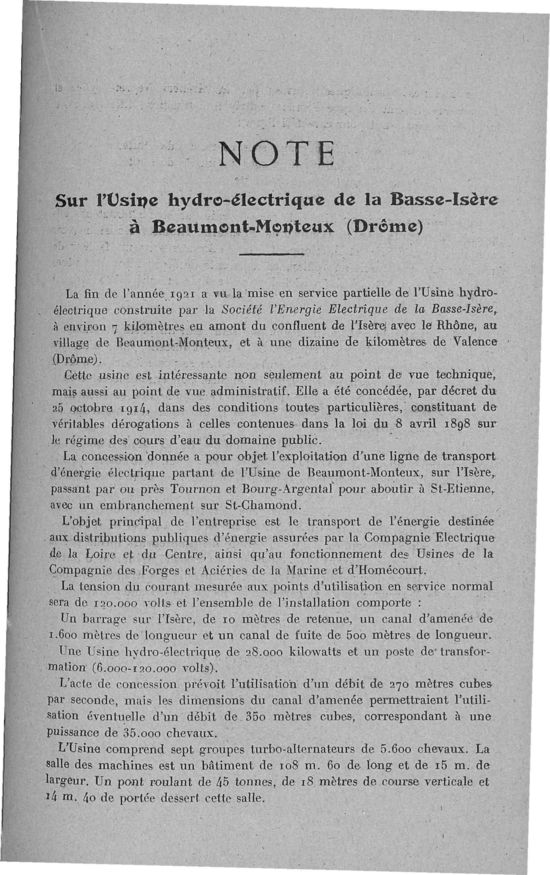 NOTE
Sur l'Usine hydro-électrique de la Basse-Isère
à Beaumont-Monteux (Drôme)
La fin de l'année 1921 a vu la mise en service partielle de l'Usine hydro-
électrique construite par la Société l'Energie Electrique de la Basse-Isère,
à environ 7 kilomètres en amont du confluent de l'Isère avec le Rhône, au
village de Beaumont-Monteux, et à une dizaine de kilomètres de Valence
(Drôme).
Cette usine est intéressante non seulement au point de vue technique,
mais aussi au point de vue administratif. Elle a été concédée, par décret du
25 octobre 1914, dans des conditions toutes particulières, constituant de
véritables dérogations à celles contenues dans la loi du 8 avril 1898 sur
le régime des cours d'eau du domaine public.
La concession donnée a pour objet l'exploitation d'une ligne de transport
d'énergie électrique partant de l'Usine de Beaumont-Monteux, sur l'Isère,
passant par ou près Tournon et Bourg-Argental pour aboutir à St-Etienne,
avec un embranchement sur St-Chamond.
L'objet principal de l'entreprise est le transport de l'énergie destinée
aux distributions publiques d'énergie assurées par la Compagnie Electrique
de la Loire et du Centre, ainsi qu'au fonctionnement des Usines de la
Compagnie des Forges et Aciéries de la Marine et d'Homécourt.
La tension du courant mesurée aux points d'utilisation en service normal
sera de 120.000 volts et l'ensemble de l'installation comporte :
Un barrage sur l'Isère, de 10 mètres de retenue, un canal d'amenée de
1.600 mètres de longueur et un canal de fuite de 500 mètres de longueur.
Une Usine hydro-électrique de 28.000 kilowatts et un poste de transfor-
mation (6.000-120.000 volts).
L'acte de concession prévoit l'utilisation d'un débit de 270 mètres cubes
par seconde, mais les dimensions du canal d'amenée permettraient l'utili-
sation éventuelle d'un débit de 350 mètres cubes, correspondant à une
puissance de 35.000 chevaux.
L'Usine comprend sept groupes turbo-alternateurs de 5.600 chevaux. La
salle des machines est un bâtiment de 108 m. 60 de long et de 15 m. de
largeur. Un pont roulant de 45 tonnes, de 18 mètres de course verticale et
14 m. 40 de portée dessert cette salle.